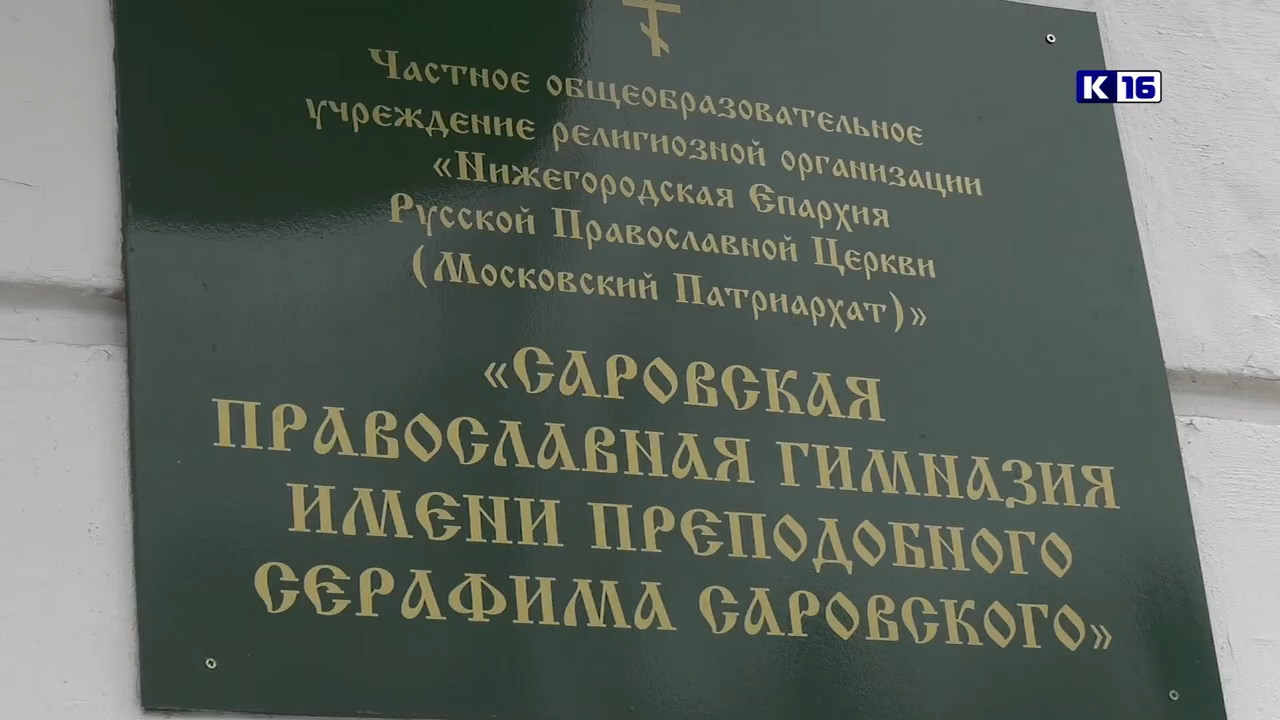 К 16
Частное общеобразовательное
учреждение религиозной организации
«Нижегородская Епархия
Русской Православной Церкви
(Московский Патриархат)»
«САРОВСКАЯ
ПРАВОСЛАВНАЯ ГИМНАЗИЯ
ИМЕНИ ПРЕПОДОБНОГО
СЕРАФИМА САРОВСКОГО»